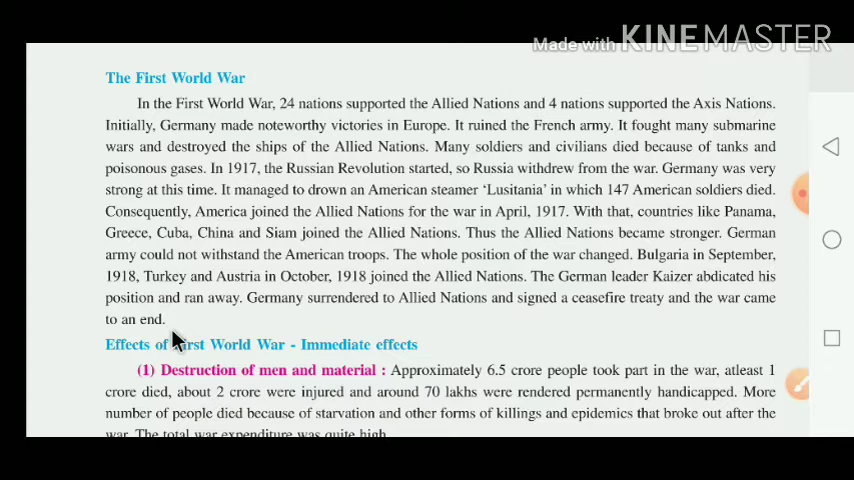 Made with KINEMASTER
The First World War
In the First World War, 24 nations supported the Allied Nations and 4 nations supported the Axis Nations.
Initially, Germany made noteworthy victories in Europe. It ruined the French army. It fought many submarine
wars and destroyed the ships of the Allied Nations. Many soldiers and civilians died because of tanks and
poisonous gases. In 1917, the Russian Revolution started, so Russia withdrew from the war. Germany was very
strong at this time. It managed to drown an American steamer ‘Lusitania’ in which 147 American soldiers died.
Consequently, America joined the Allied Nations for the war in April, 1917. With that, countries like Panama,
Greece, Cuba, China and Siam joined the Allied Nations. Thus the Allied Nations became stronger. German
army could not withstand the American troops. The whole position of the war changed. Bulgaria in September,
1918, Turkey and Austria in October, 1918 joined the Allied Nations. The German leader Kaizer abdicated his
position and ran away. Germany surrendered to Allied Nations and signed a ceasefire treaty and the war came
to an end.
Effects of First World War - Immediate effects
(1) Destruction of men and material : Approximately 6.5 crore people took part in the war, atleast 1
crore died, about 2 crore were injured and around 70 lakhs were rendered permanently handicapped. More
number of people died because of starvation and other forms of killings and epidemics that broke out after the
war. The total war expenditure was quite high.